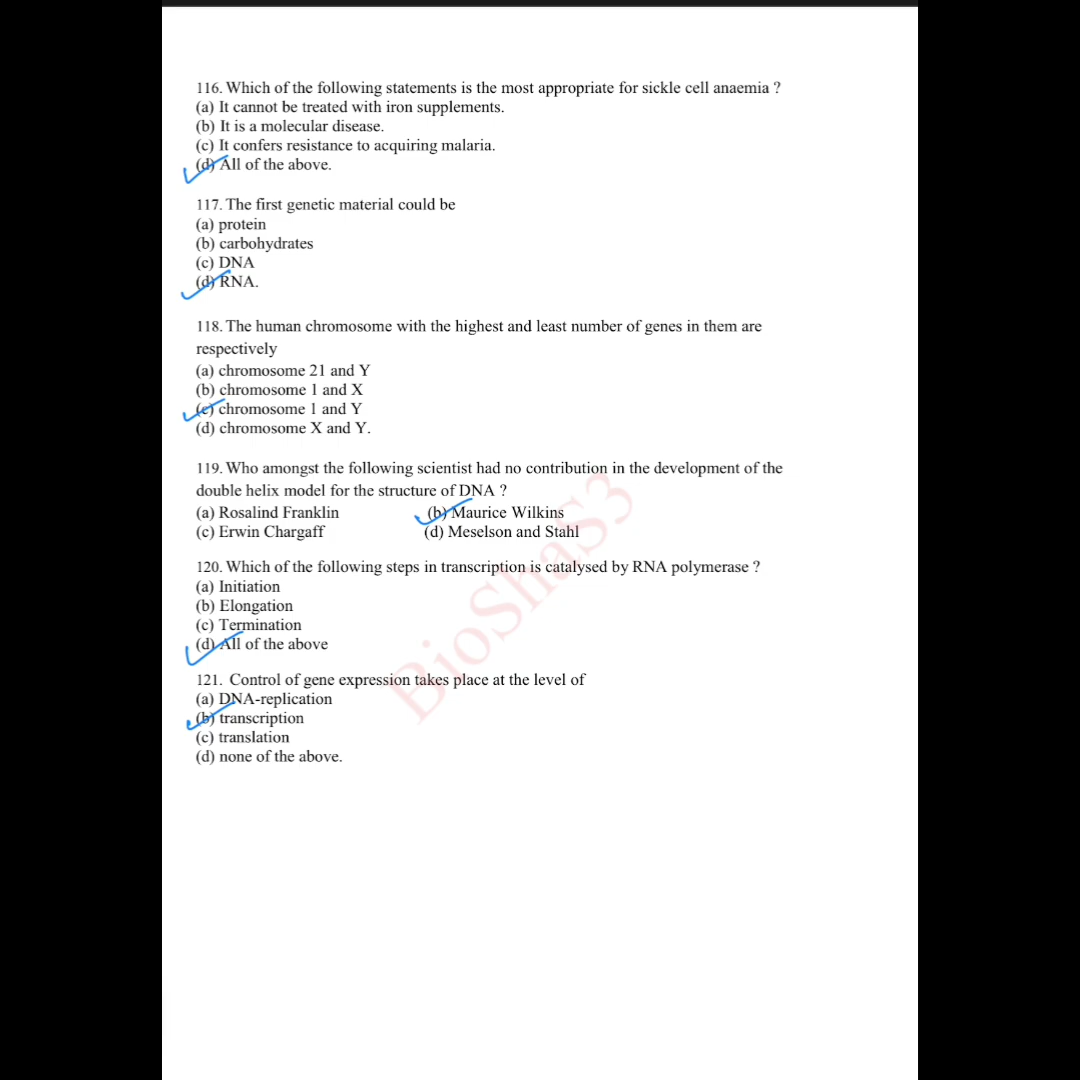 116. Which of the following statements is the most appropriate for sickle cell anaemia ?
(a) It cannot be treated with iron supplements.
(b) It is a molecular disease.
(c) It confers resistance to acquiring malaria.
(d) All of the above.
117. The first genetic material could be
(a) protein
(b) carbohydrates
(c) DNA
(d) RNA.
118. The human chromosome with the highest and least number of genes in them are
respectively
(a) chromosome 21 and Y
(b) chromosome 1 and X
(c) chromosome 1 and Y
(d) chromosome X and Y.
119. Who amongst the following scientist had no contribution in the development of the
double helix model for the structure of DNA ?
(a) Rosalind Franklin (b) Maurice Wilkins
(c) Erwin Chargaff (d) Meselson and Stahl
120. Which of the following steps in transcription is catalysed by RNA polymerase ?
(a) Initiation
(b) Elongation
(c) Termination
(d) All of the above
121. Control of gene expression takes place at the level of
(a) DNA-replication
(b) transcription
(c) translation
(d) none of the above.
BioShaS3